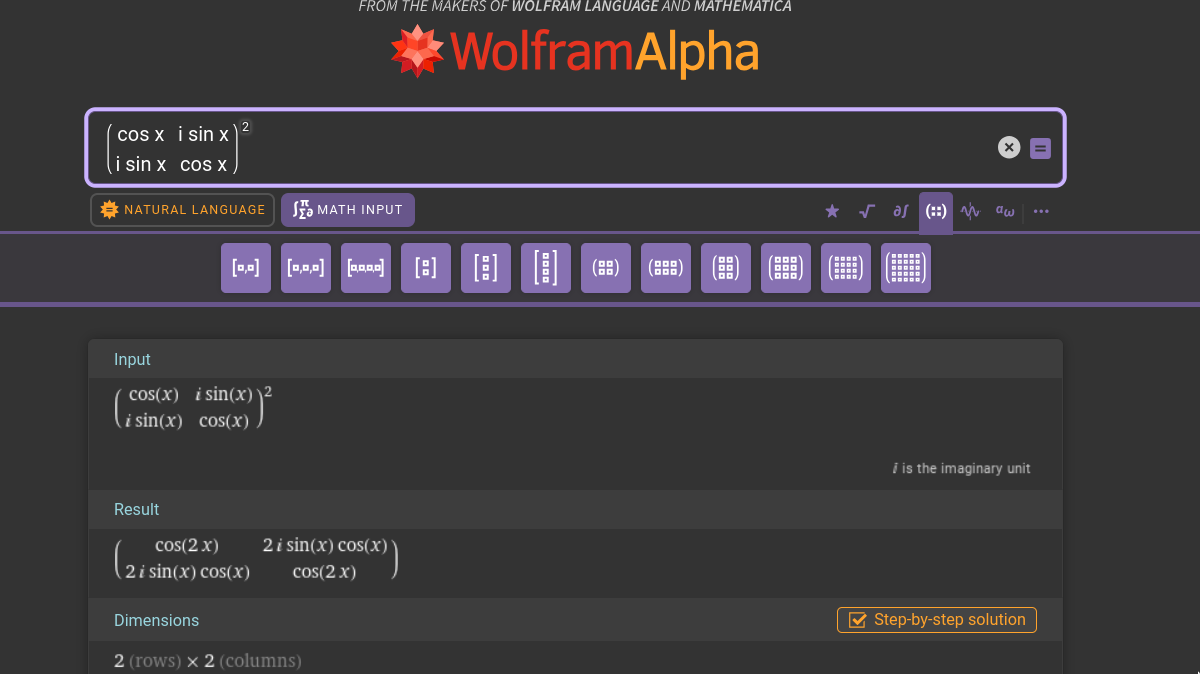 FROM THE MAKERS OF WOLFRAM LANGUAGE AND MATHEMATICA
WolframAlpha
( cos x   i sin x )²
( i sin x   cos x )
=
NATURAL LANGUAGE   MATH INPUT
Input
( cos(x)   i sin(x) )²
( i sin(x)   cos(x) )
i is the imaginary unit
Result
( cos(2 x)   2 i sin(x) cos(x) )
( 2 i sin(x) cos(x)   cos(2 x) )
Dimensions   Step-by-step solution
2 (rows) × 2 (columns)